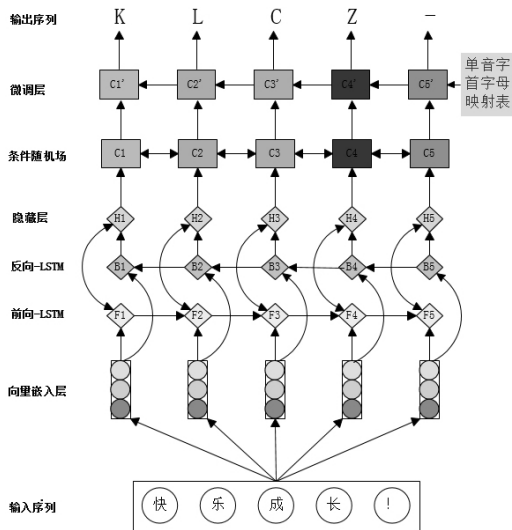 输出序列 K L C Z －
微调层 C1' C2' C3' C4' C5' 单音字
首字母
映射表
条件随机场 C1 C2 C3 C4 C5
隐藏层 H1 H2 H3 H4 H5
反向-LSTM B1 B2 B3 B4 B5
前向-LSTM F1 F2 F3 F4 F5
向量嵌入层
输入序列 快 乐 成 长 ！